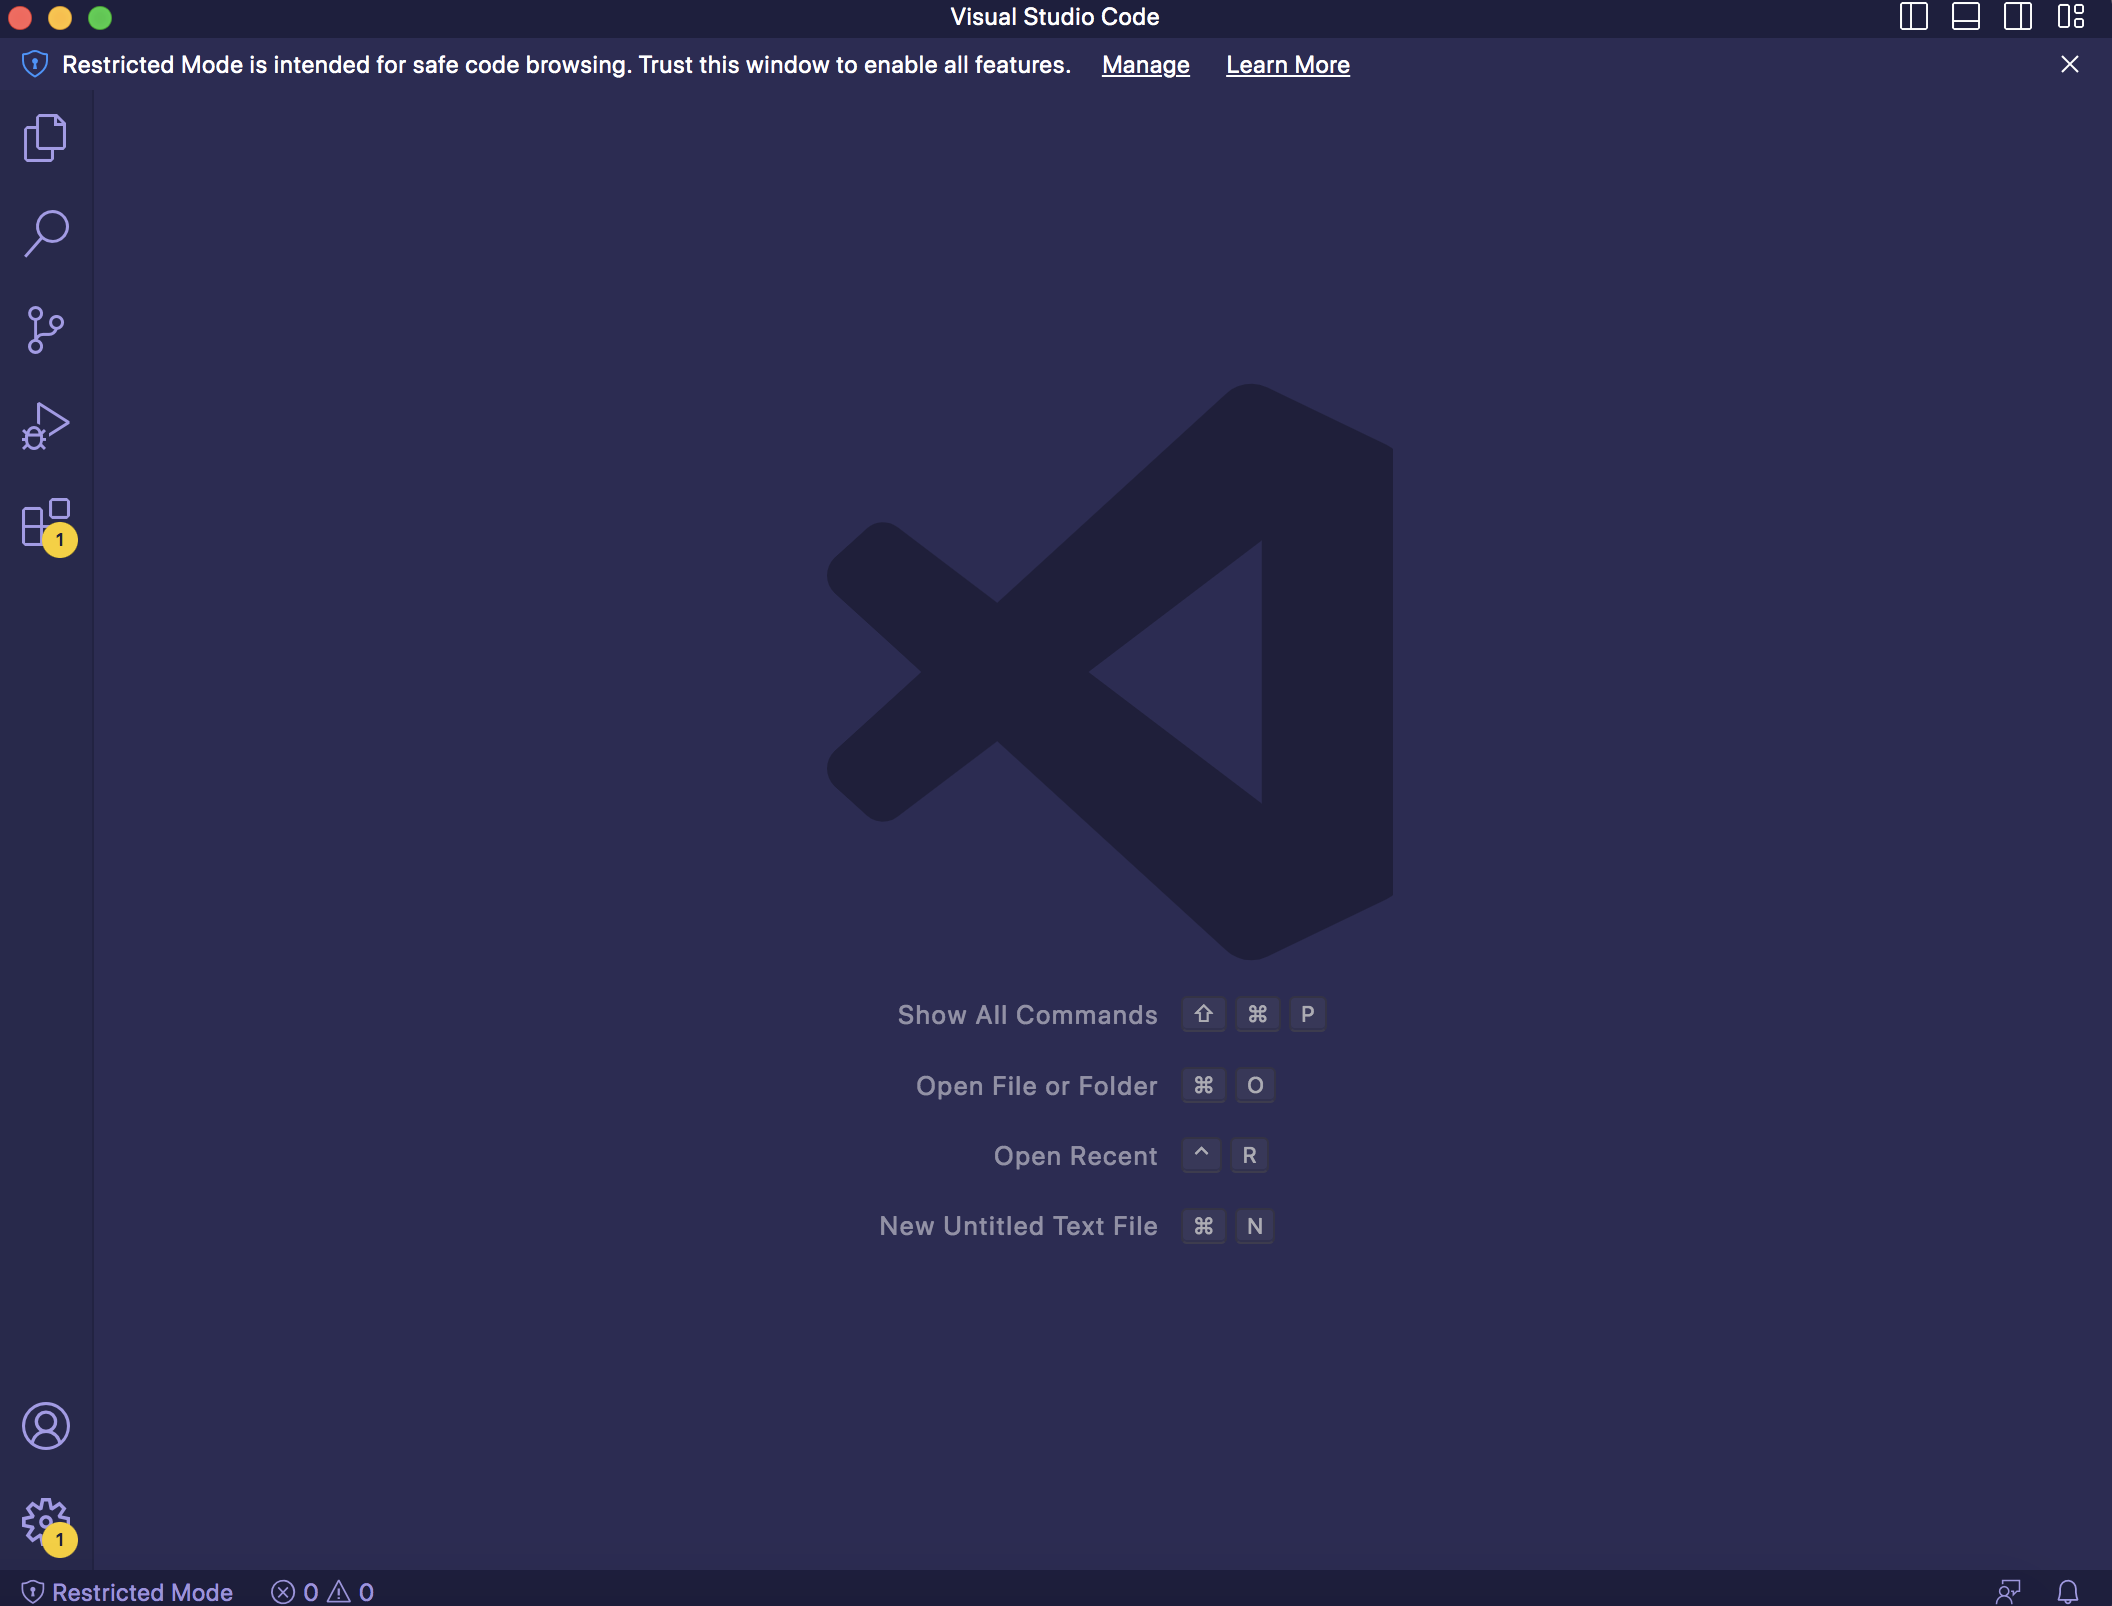 Visual Studio Code
Restricted Mode is intended for safe code browsing. Trust this window to enable all features. Manage Learn More
1
Show All Commands ⇧ ⌘ P
Open File or Folder ⌘ O
Open Recent ^ R
New Untitled Text File ⌘ N
1
Restricted Mode 0 0